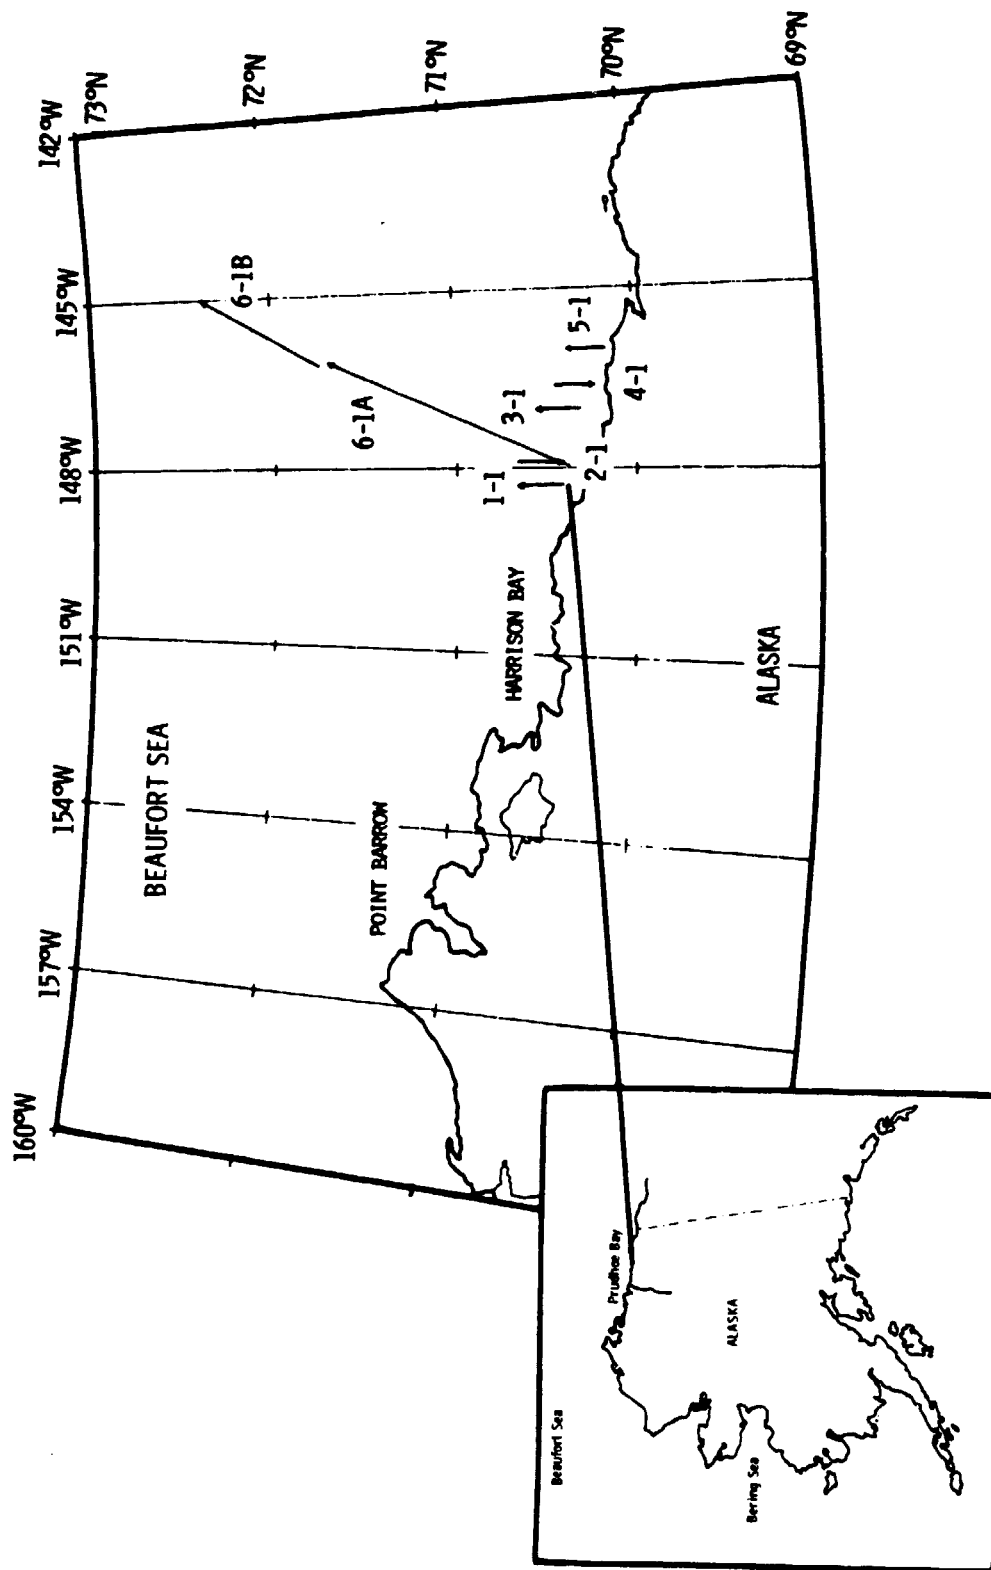 160°W
157°W
154°W
151°W
148°W
145°W
142°W
73°N
72°N
71°N
70°N
69°N
BEAUFORT SEA
POINT BARROW
HARRISON BAY
ALASKA
1-1
2-1
3-1
4-1
5-1
6-1A
6-1B
Beaufort Sea
Prudhoe Bay
ALASKA
Bering Sea